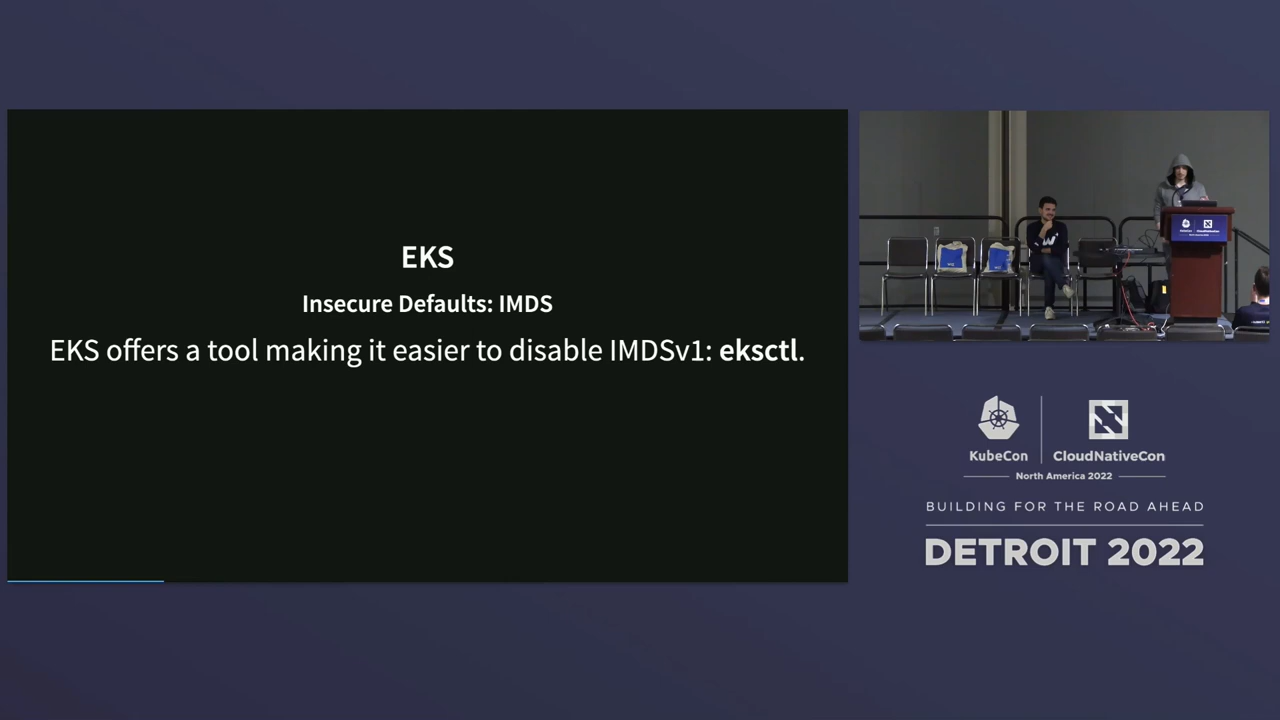 EKS
Insecure Defaults: IMDS
EKS offers a tool making it easier to disable IMDSv1: eksctl.
KubeCon
CloudNativeCon
North America 2022
BUILDING FOR THE ROAD AHEAD
DETROIT 2022